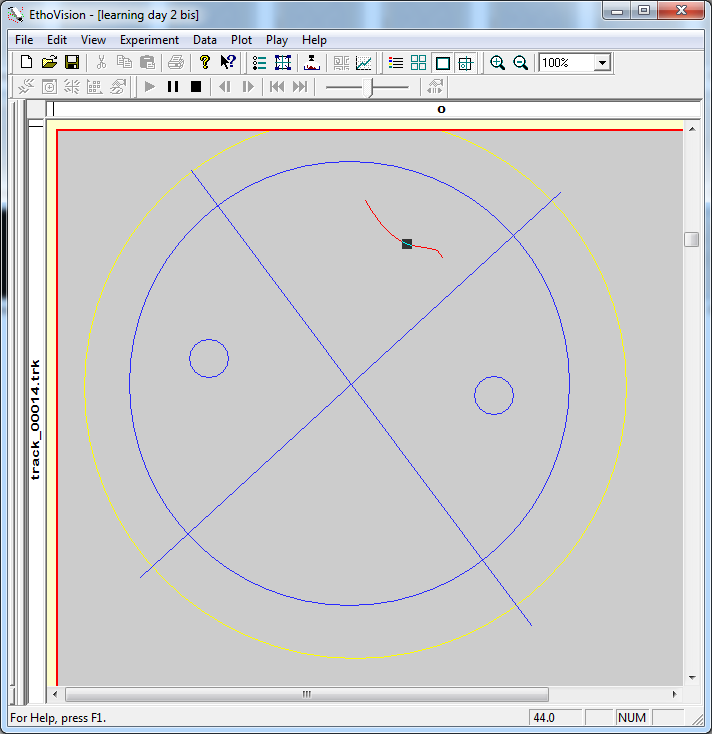 EthoVision - [learning day 2 bis]
File Edit View Experiment Data Plot Play Help
100%
0
track_00014.trk
For Help, press F1.
44.0
NUM